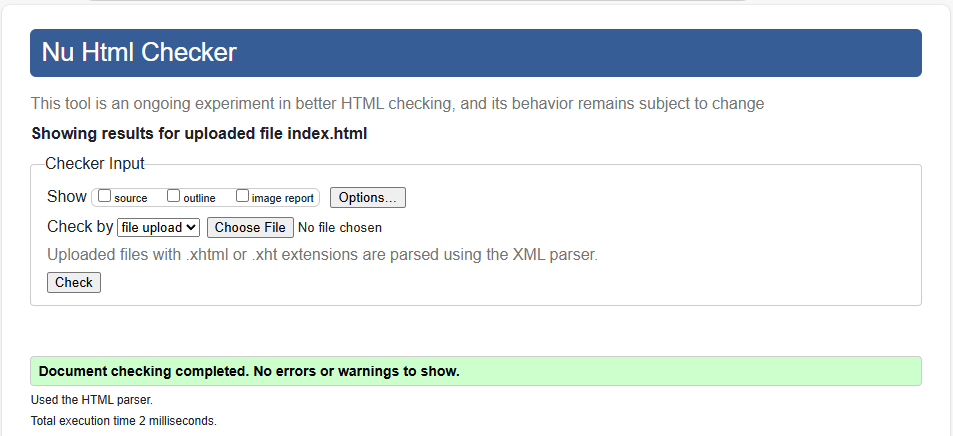 Nu Html Checker
This tool is an ongoing experiment in better HTML checking, and its behavior remains subject to change
Showing results for uploaded file index.html
Checker Input
Show source outline image report Options...
Check by file upload Choose File No file chosen
Uploaded files with .xhtml or .xht extensions are parsed using the XML parser.
Check
Document checking completed. No errors or warnings to show.
Used the HTML parser.
Total execution time 2 milliseconds.